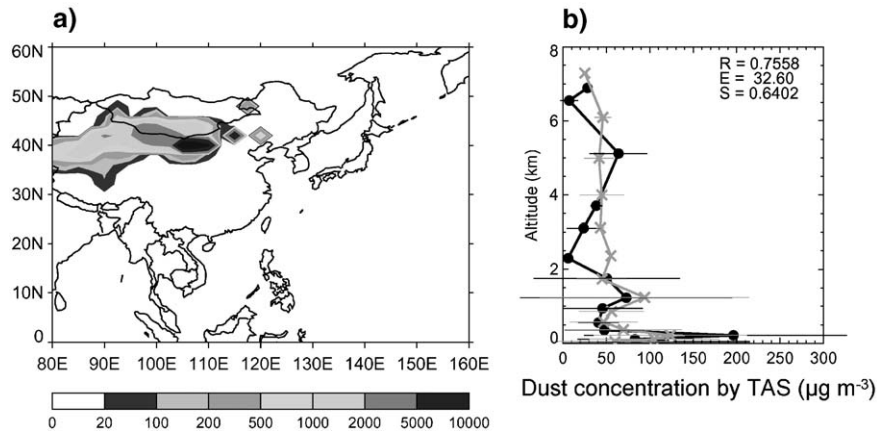 a)
60N
50N
40N
30N
20N
10N
0
80E 90E 100E 110E 120E 130E 140E 150E 160E
0 20 100 200 500 1000 2000 5000 10000
b)
R = 0.7558
E = 32.60
S = 0.6402
8
6
4
2
0
Altitude (km)
0 50 100 150 200 250 300
Dust concentration by TAS (μg m⁻³)